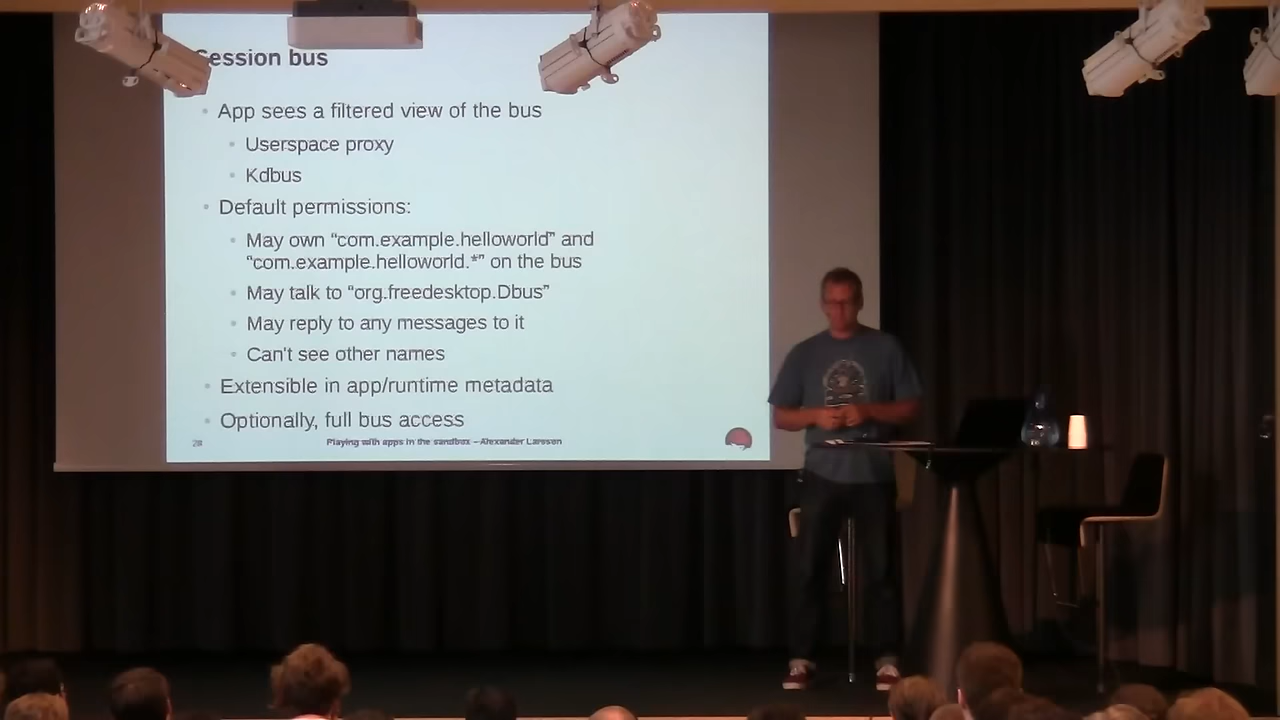 Session bus
App sees a filtered view of the bus
Userspace proxy
Kdbus
Default permissions:
May own “com.example.helloworld” and
“com.example.helloworld.*” on the bus
May talk to “org.freedesktop.Dbus”
May reply to any messages to it
Can't see other names
Extensible in app/runtime metadata
Optionally, full bus access
28 Playing with apps in the sandbox – Alexander Larsson